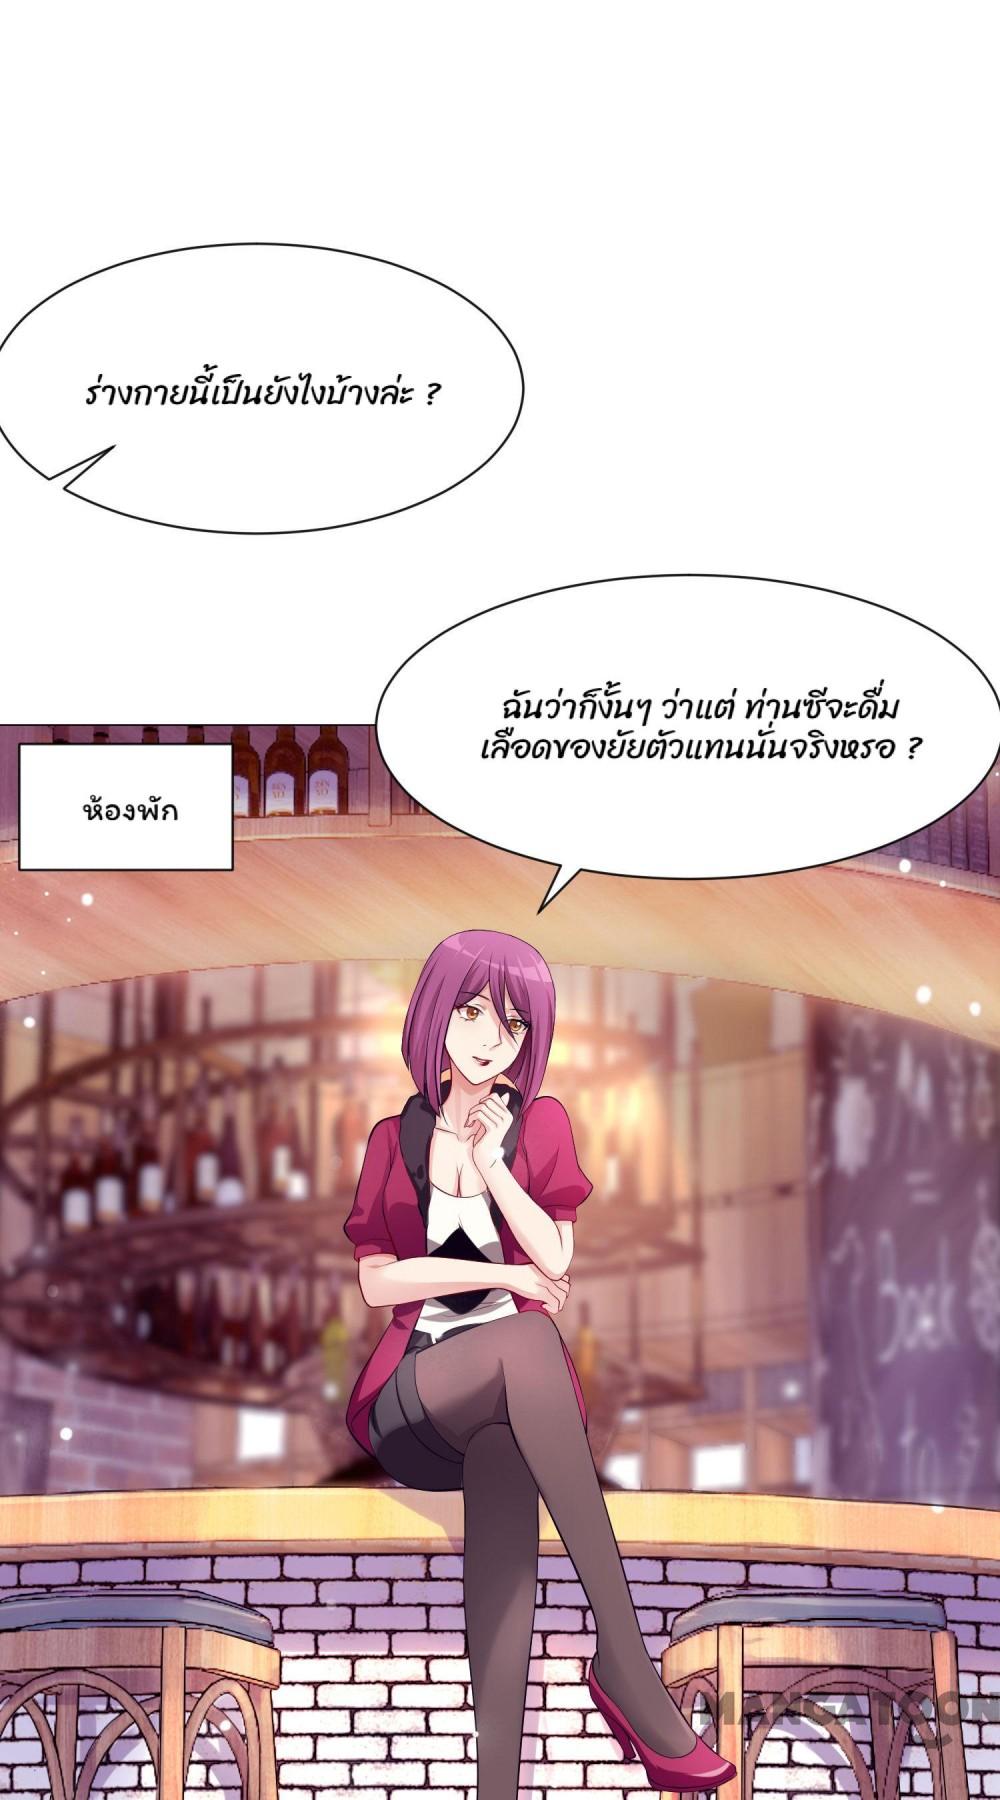 ร่างกายนี้เป็นยังไงบ้างล่ะ ?
ฉันว่าก็งั้นๆ ว่าแต่ ท่านซีจะดื่ม
เลือดของยัยตัวแทนนั่นจริงหรอ ?
ห้องพัก
MANGATOON